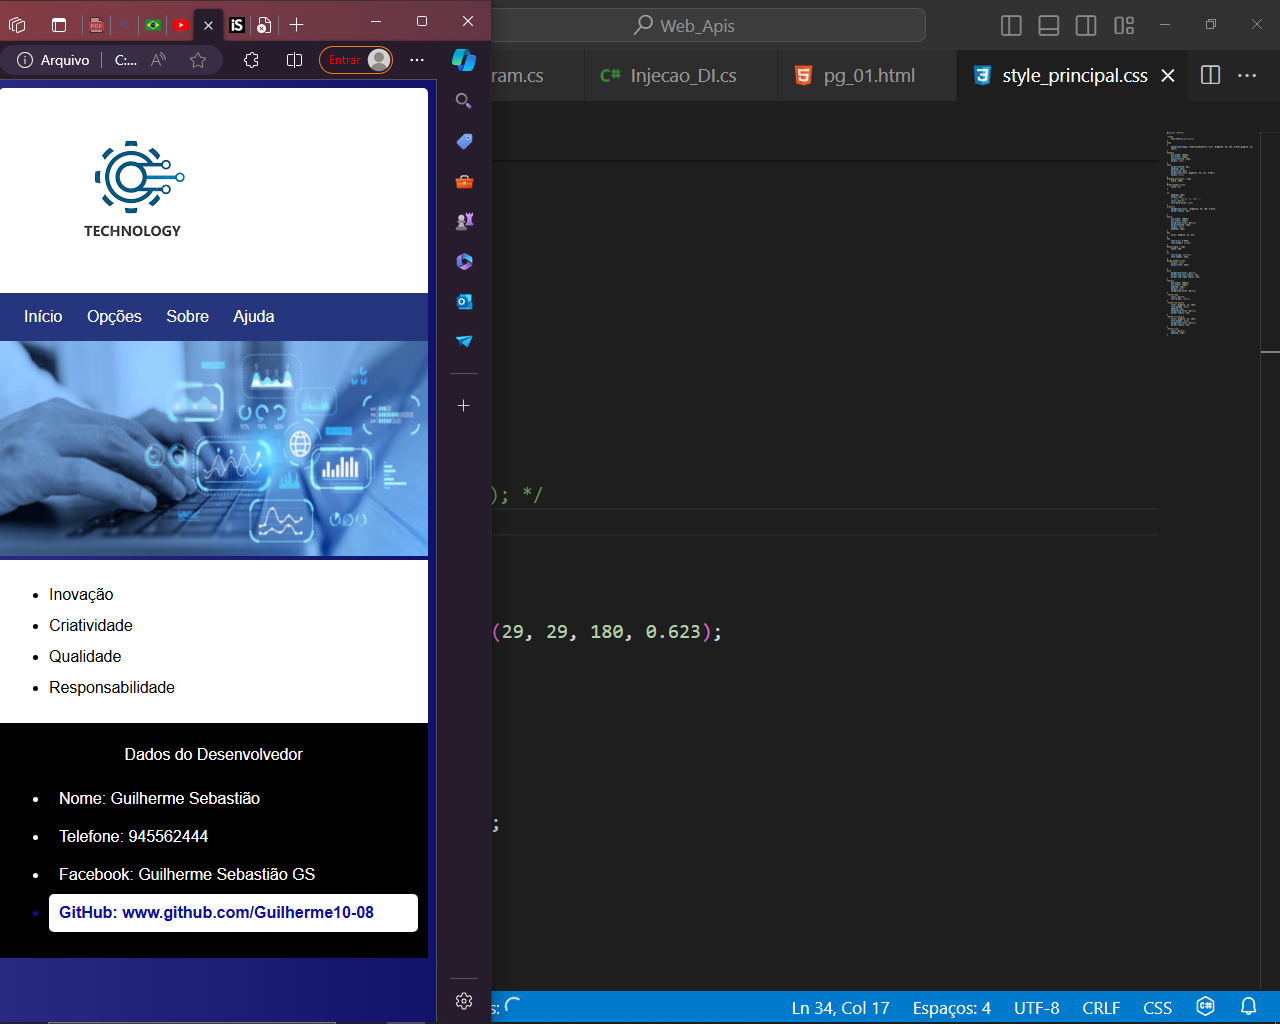 Arquivo
C:...
Entrar
Web_Apis
ram.cs
C# Injecao_DI.cs
pg_01.html
style_principal.css
TECHNOLOGY
Início Opções Sobre Ajuda
); */
Inovação
Criatividade
Qualidade
Responsabilidade
(29, 29, 180, 0.623);
Dados do Desenvolvedor
Nome: Guilherme Sebastião
Telefone: 945562444
Facebook: Guilherme Sebastião GS
GitHub: www.github.com/Guilherme10-08
;
s:
Ln 34, Col 17 Espaços: 4 UTF-8 CRLF CSS